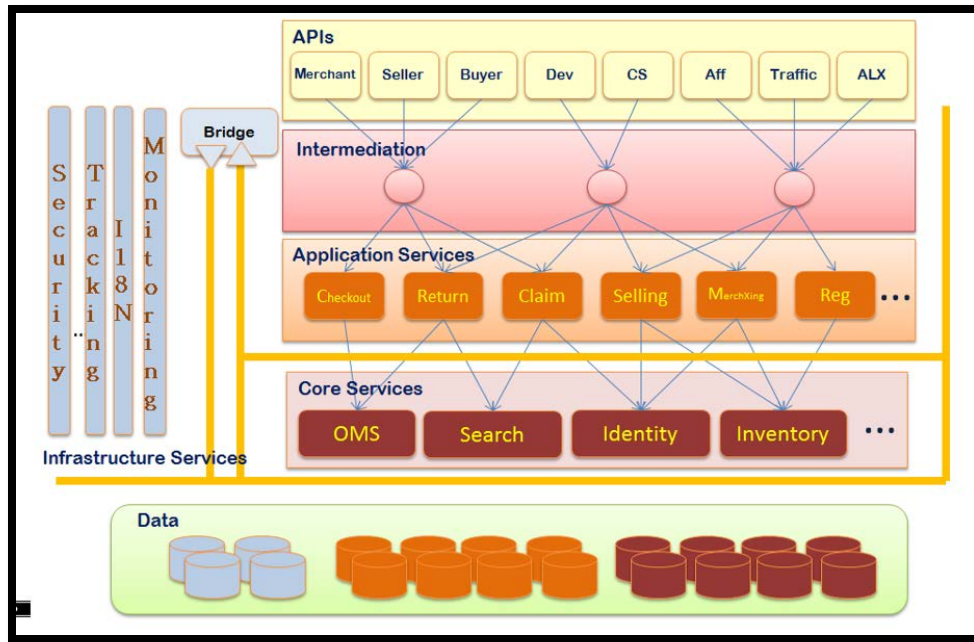 APIs
Merchant Seller Buyer Dev CS Aff Traffic ALX
Bridge
Intermediation
Security
Tracking
I18N
Monitoring
..
Application Services
Checkout Return Claim Selling MerchXing Reg ...
Core Services
OMS Search Identity Inventory ...
Infrastructure Services
Data